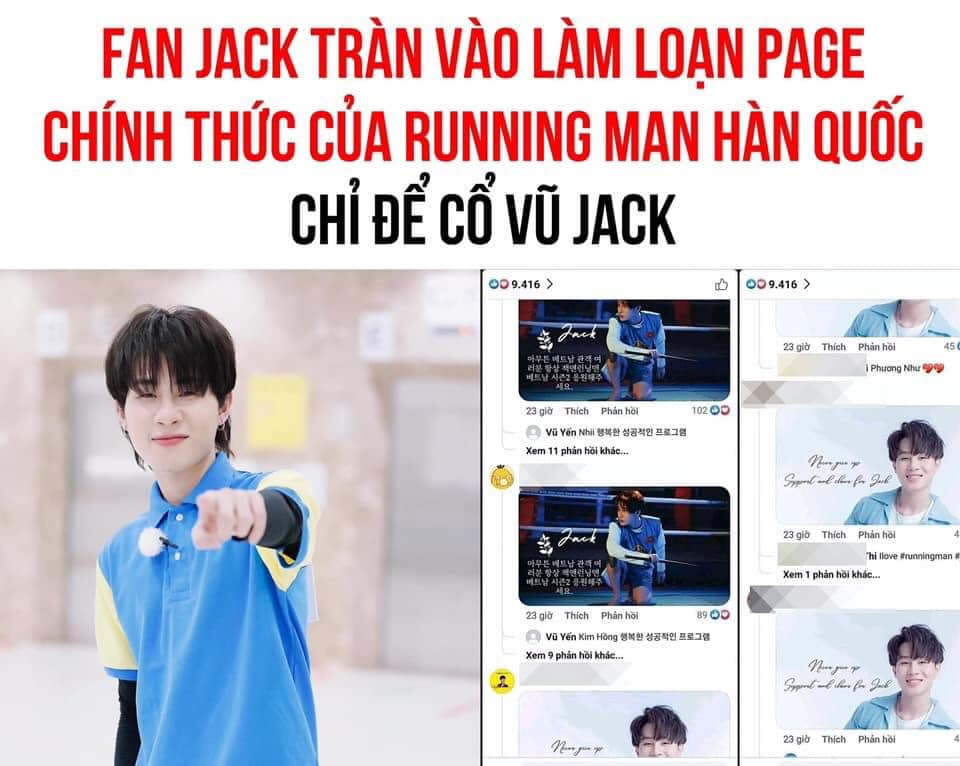 FAN JACK TRÀN VÀO LÀM LOẠN PAGE
CHÍNH THỨC CỦA RUNNING MAN HÀN QUỐC
CHỈ ĐỂ CỔ VŨ JACK
9.416
Jack
아무튼 베트남 관객 여
러분 항상 잭앤런닝맨
베트남 시즌2 응원해주
세요.
23 giờ Thích Phản hồi 102
Vũ Yến Nhii 행복한 성공적인 프로그램
Xem 11 phản hồi khác...
Jack
아무튼 베트남 관객 여
러분 항상 잭앤런닝맨
베트남 시즌2 응원해주
세요.
23 giờ Thích Phản hồi 89
Vũ Yến Kim Hồng 행복한 성공적인 프로그램
Xem 9 phản hồi khác...
Never give up
9.416
23 giờ Thích Phản hồi 45
i Phương Như
Never give up
Support and cheer for Jack
23 giờ Thích Phản hồi 4
Thi Ilove #runningman #
Xem 1 phản hồi khác...
Never give up
Support and cheer for Jack
23 giờ Thích Phản hồi 4